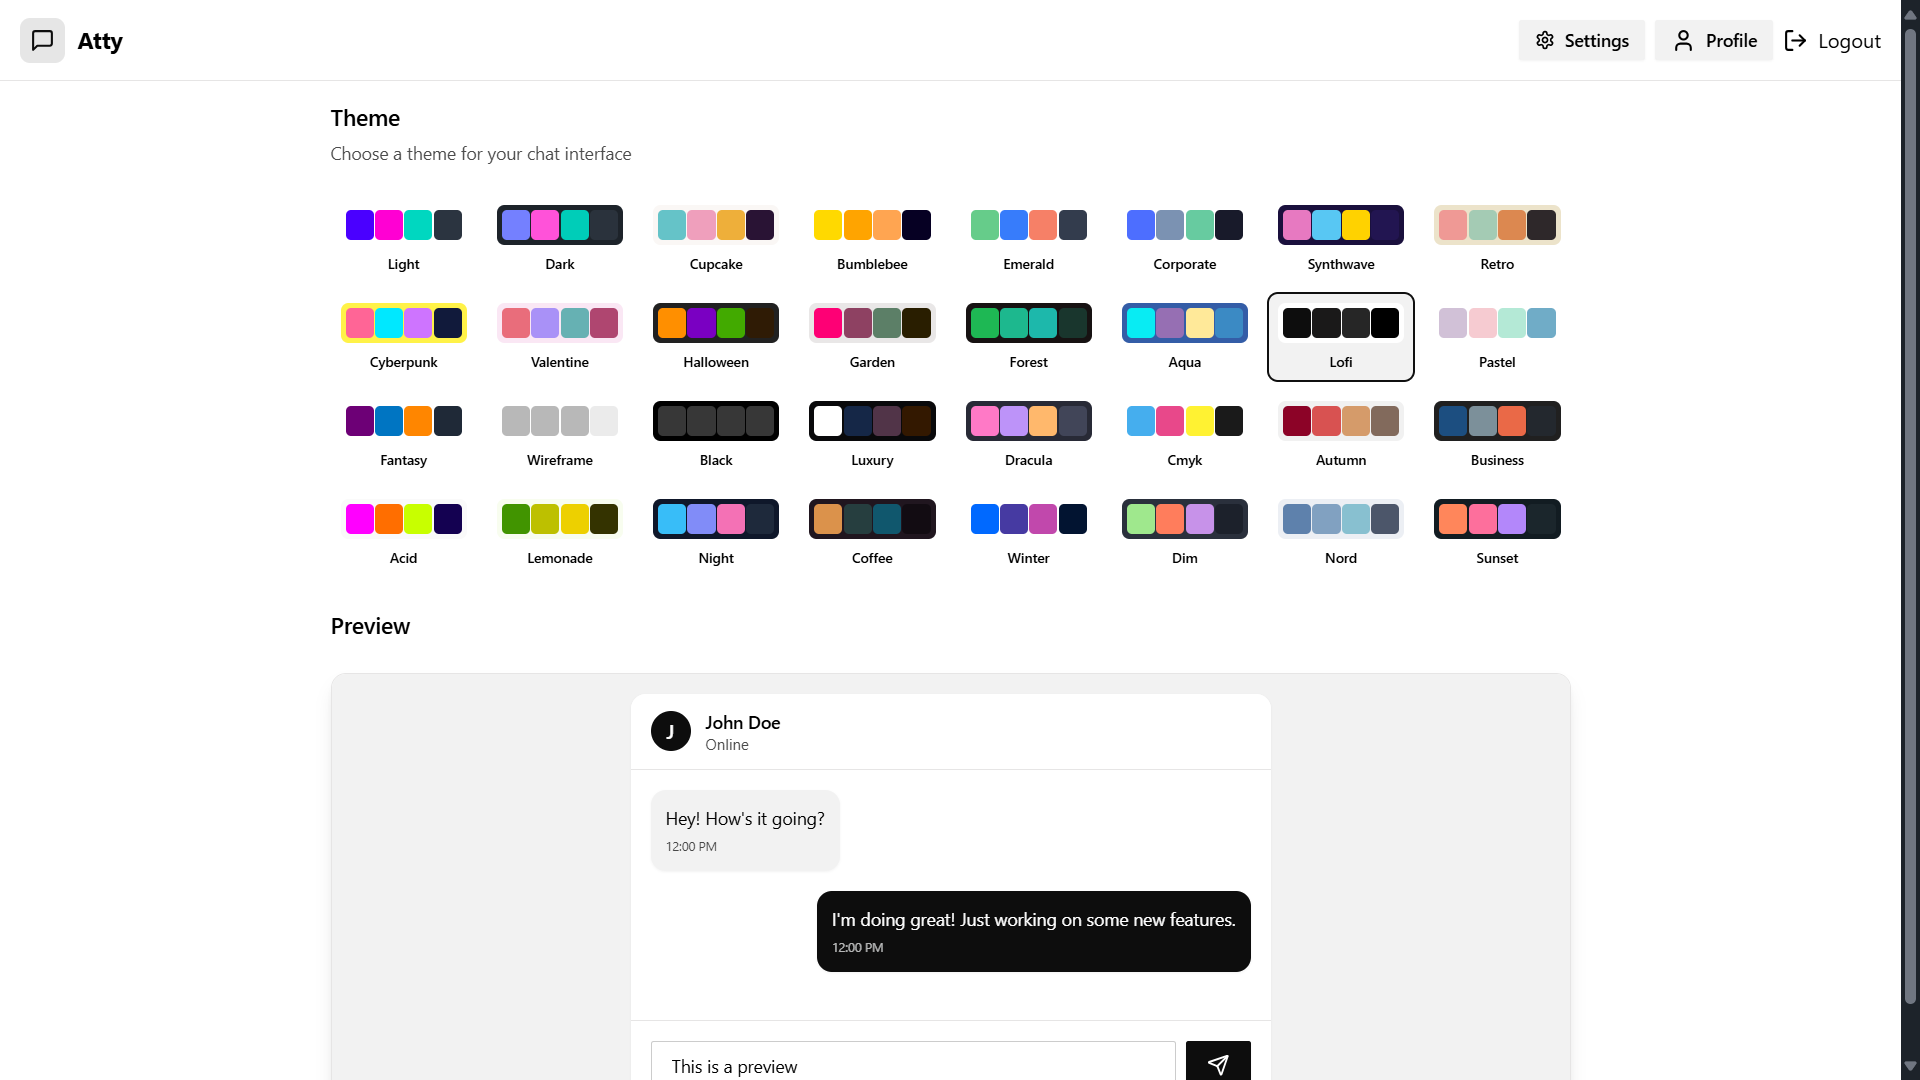 Atty
Settings
Profile
Logout
Theme
Choose a theme for your chat interface
Light
Dark
Cupcake
Bumblebee
Emerald
Corporate
Synthwave
Retro
Cyberpunk
Valentine
Halloween
Garden
Forest
Aqua
Lofi
Pastel
Fantasy
Wireframe
Black
Luxury
Dracula
Cmyk
Autumn
Business
Acid
Lemonade
Night
Coffee
Winter
Dim
Nord
Sunset
Preview
J
John Doe
Online
Hey! How's it going?
12:00 PM
I'm doing great! Just working on some new features.
12:00 PM
This is a preview